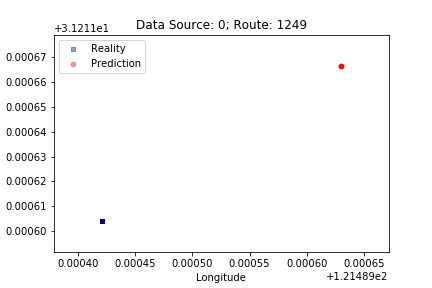 Data Source: 0; Route: 1249
+3.1211e1
Reality
Prediction
0.00067
0.00066
0.00065
0.00064
0.00063
0.00062
0.00061
0.00060
0.00040 0.00045 0.00050 0.00055 0.00060 0.00065
Longitude
+1.21489e2